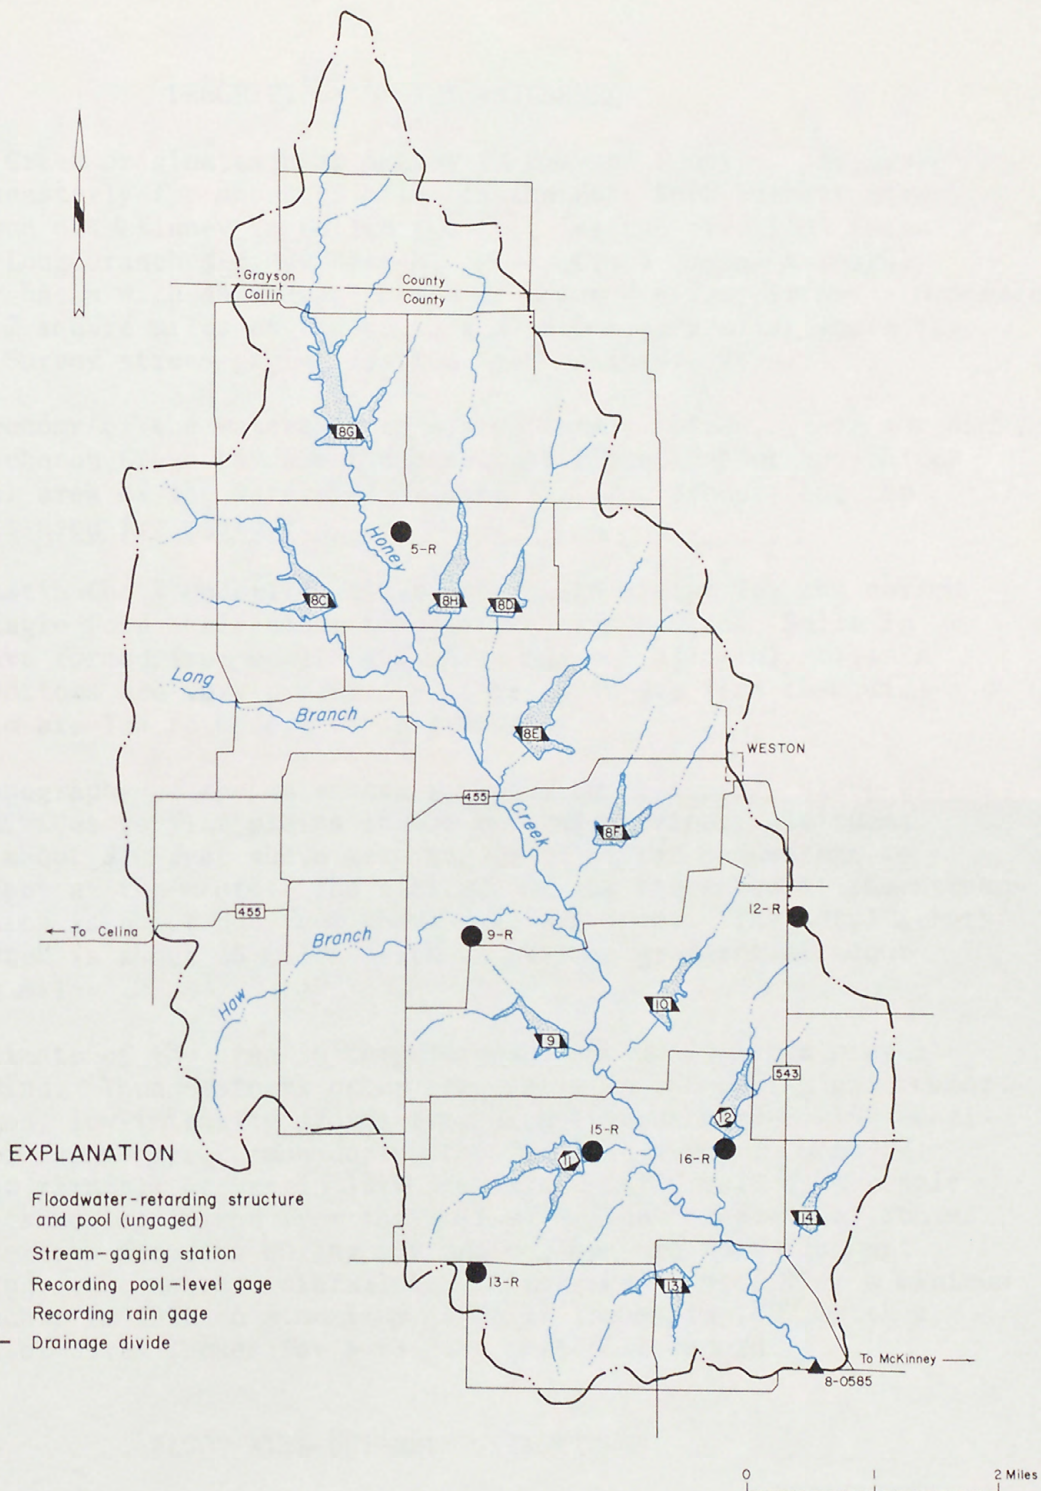 Grayson County
Collin County
8G
Honey
5-R
8C
8H
8D
Long
Branch
8E
WESTON
455
Creek
8F
455
12-R
← To Celina
Branch
9-R
Haw
10
9
543
12
15-R
EXPLANATION
11
16-R
Floodwater-retarding structure
and pool (ungaged)
14
Stream-gaging station
13-R
Recording pool-level gage
13
Recording rain gage
Drainage divide
To McKinney
8-0585
0 1 2 Miles